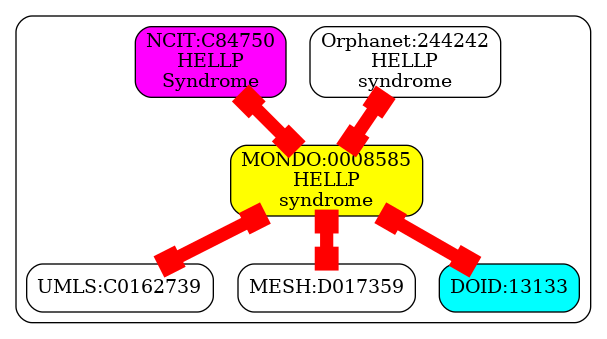 NCIT:C84750
HELLP
Syndrome
Orphanet:244242
HELLP
syndrome
MONDO:0008585
HELLP
syndrome
UMLS:C0162739
MESH:D017359
DOID:13133